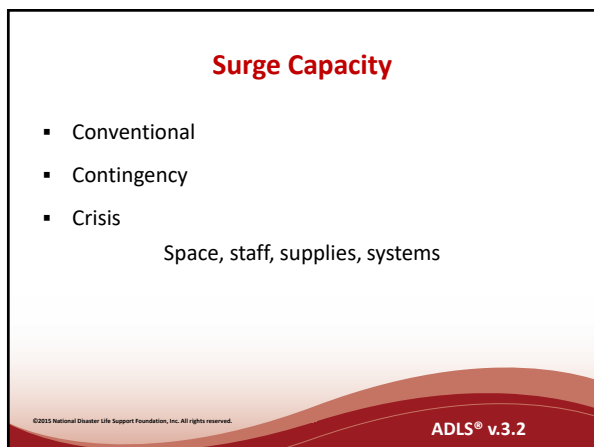 Surge Capacity
▪ Conventional
▪ Contingency
▪ Crisis
Space, staff, supplies, systems
©2015 National Disaster Life Support Foundation, Inc. All rights reserved.
ADLS® v.3.2